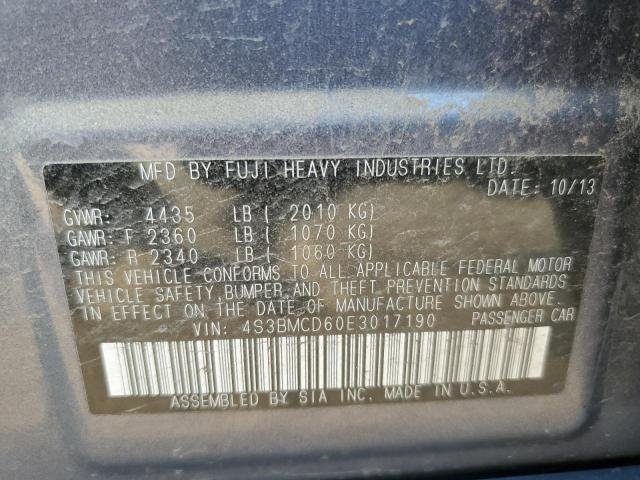 MFD BY FUJI HEAVY INDUSTRIES LTD.
DATE: 10/13
GVWR: 4435 LB ( 2010 KG)
GAWR: F 2360 LB ( 1070 KG)
GAWR: R 2340 LB ( 1060 KG)
THIS VEHICLE CONFORMS TO ALL APPLICABLE FEDERAL MOTOR
VEHICLE SAFETY, BUMPER AND THEFT PREVENTION STANDARDS
IN EFFECT ON THE DATE OF MANUFACTURE SHOWN ABOVE.
VIN: 4S3BMCD60E3017190 PASSENGER CAR
ASSEMBLED BY SIA INC. MADE IN U.S.A.